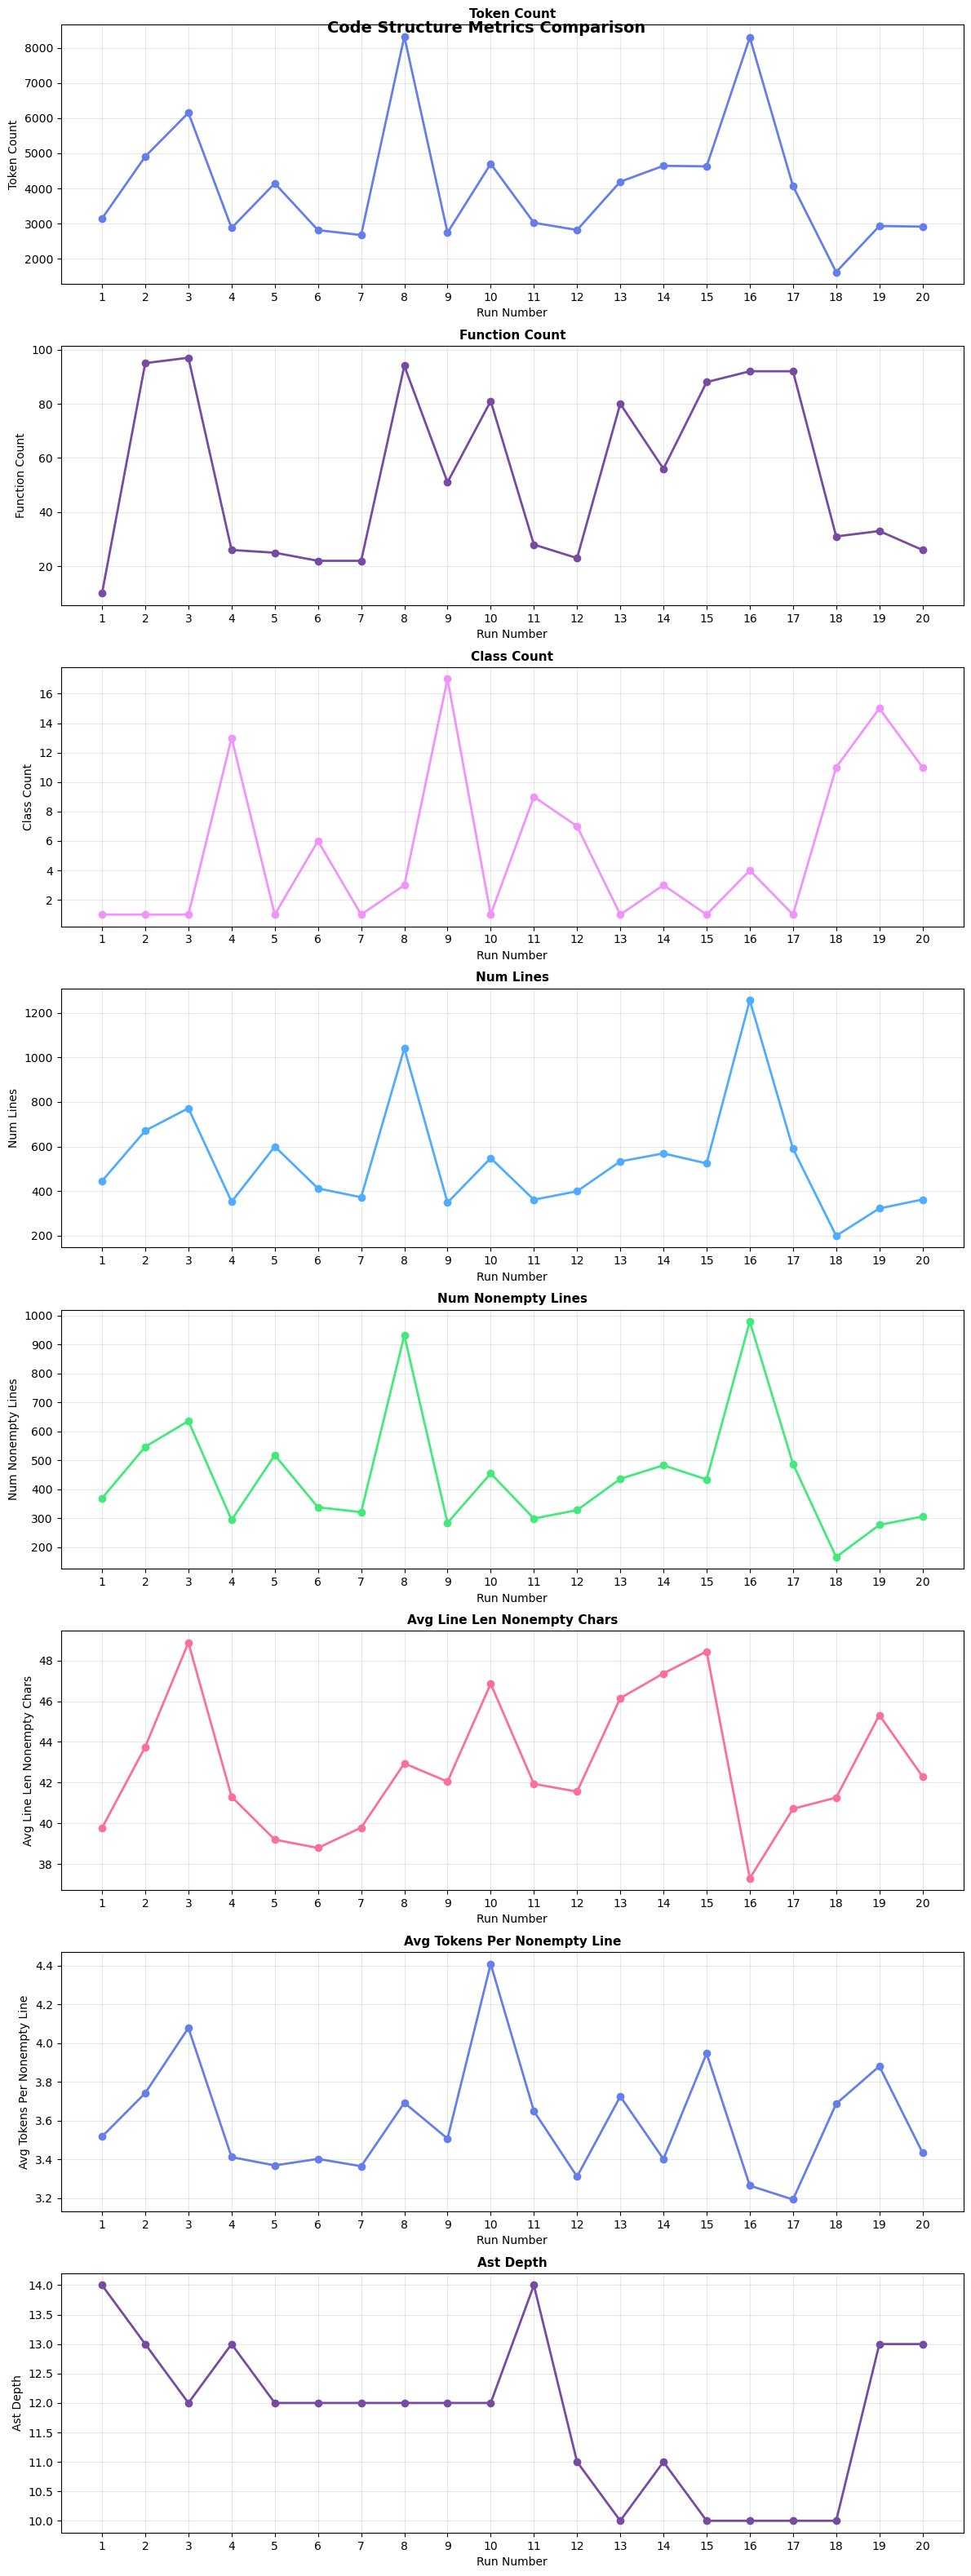 Token Count
Code Structure Metrics Comparison
Token Count
8000
7000
6000
5000
4000
3000
2000
1 2 3 4 5 6 7 8 9 10 11 12 13 14 15 16 17 18 19 20
Run Number
Function Count
Function Count
100
80
60
40
20
1 2 3 4 5 6 7 8 9 10 11 12 13 14 15 16 17 18 19 20
Run Number
Class Count
Class Count
16
14
12
10
8
6
4
2
1 2 3 4 5 6 7 8 9 10 11 12 13 14 15 16 17 18 19 20
Run Number
Num Lines
Num Lines
1200
1000
800
600
400
200
1 2 3 4 5 6 7 8 9 10 11 12 13 14 15 16 17 18 19 20
Run Number
Num Nonempty Lines
Num Nonempty Lines
1000
900
800
700
600
500
400
300
200
1 2 3 4 5 6 7 8 9 10 11 12 13 14 15 16 17 18 19 20
Run Number
Avg Line Len Nonempty Chars
Avg Line Len Nonempty Chars
48
46
44
42
40
38
1 2 3 4 5 6 7 8 9 10 11 12 13 14 15 16 17 18 19 20
Run Number
Avg Tokens Per Nonempty Line
Avg Tokens Per Nonempty Line
4.4
4.2
4.0
3.8
3.6
3.4
3.2
1 2 3 4 5 6 7 8 9 10 11 12 13 14 15 16 17 18 19 20
Run Number
Ast Depth
Ast Depth
14.0
13.5
13.0
12.5
12.0
11.5
11.0
10.5
10.0
1 2 3 4 5 6 7 8 9 10 11 12 13 14 15 16 17 18 19 20
Run Number